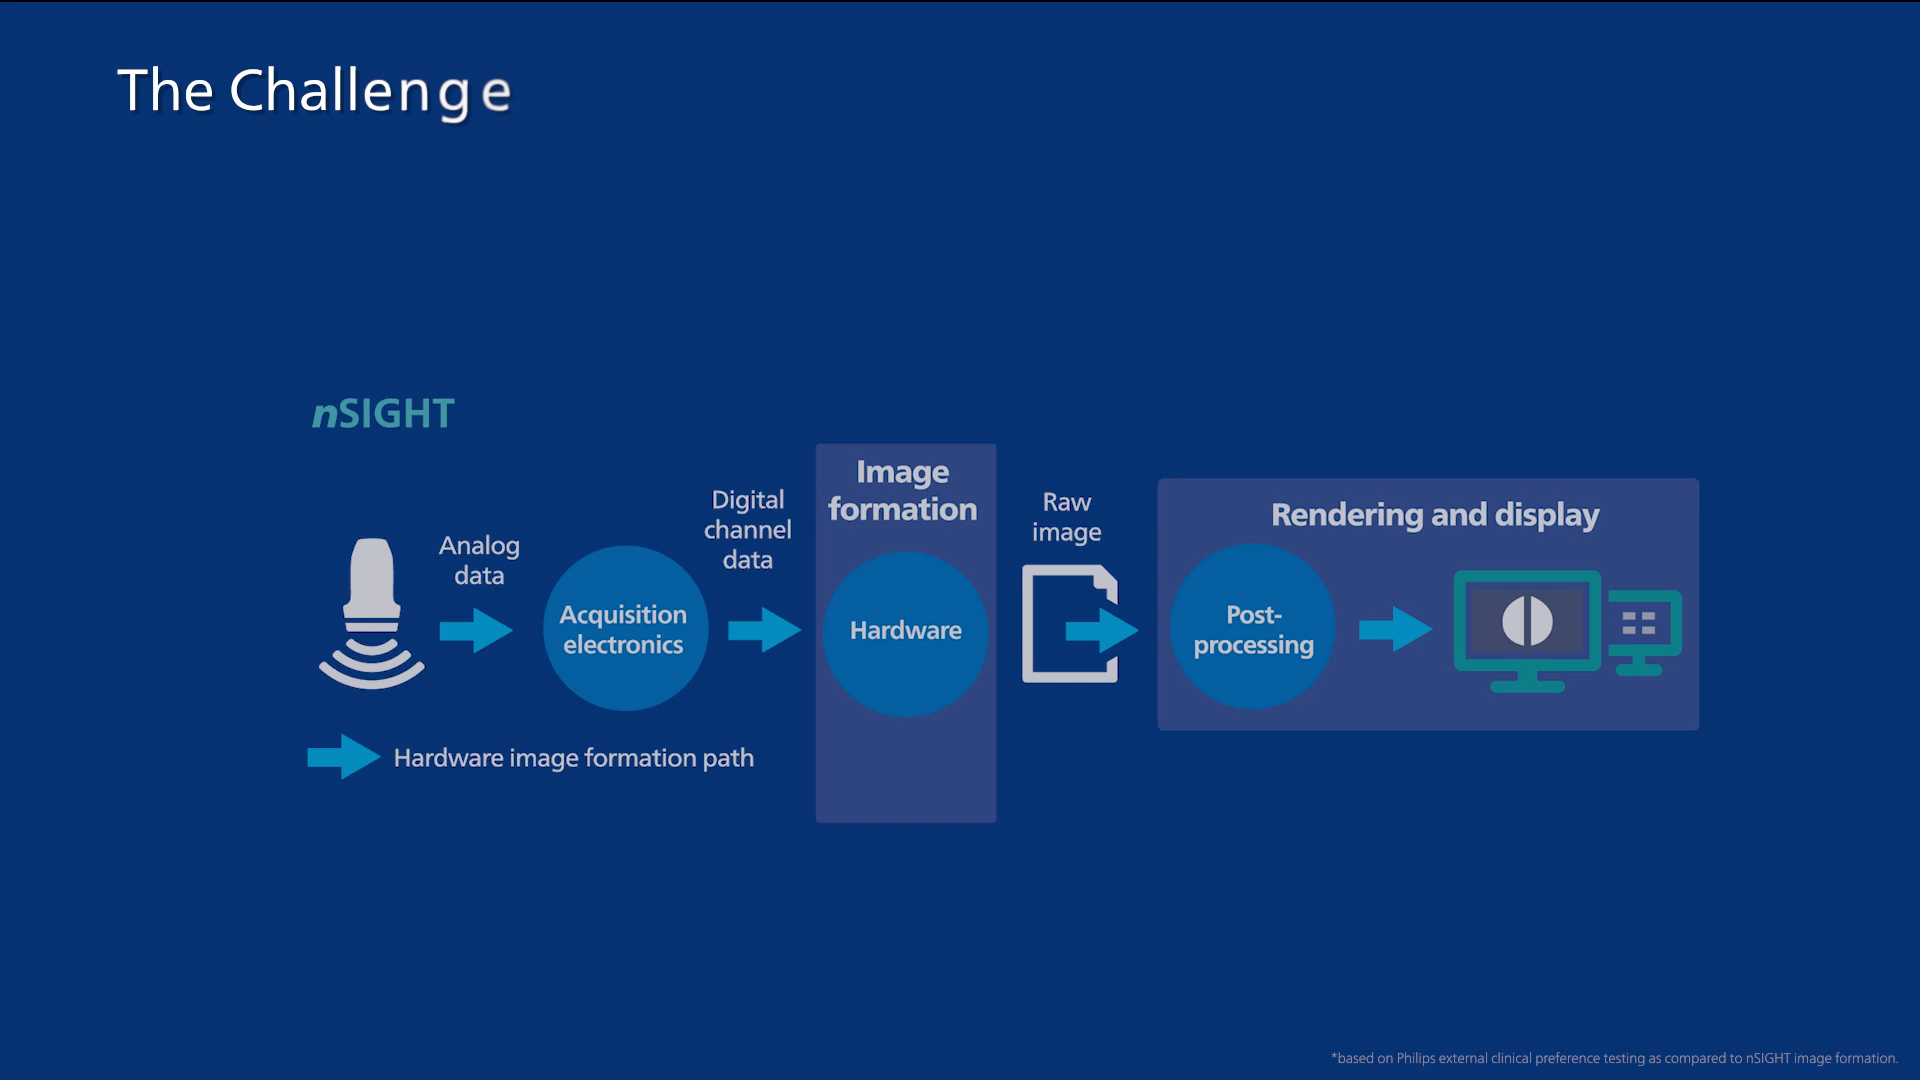 The Challenge
nSIGHT
Analog
data
Acquisition
electronics
Digital
channel
data
Image
formation
Hardware
Raw
image
Rendering and display
Post-
processing
Hardware image formation path
*based on Philips external clinical preference testing as compared to nSIGHT image formation.